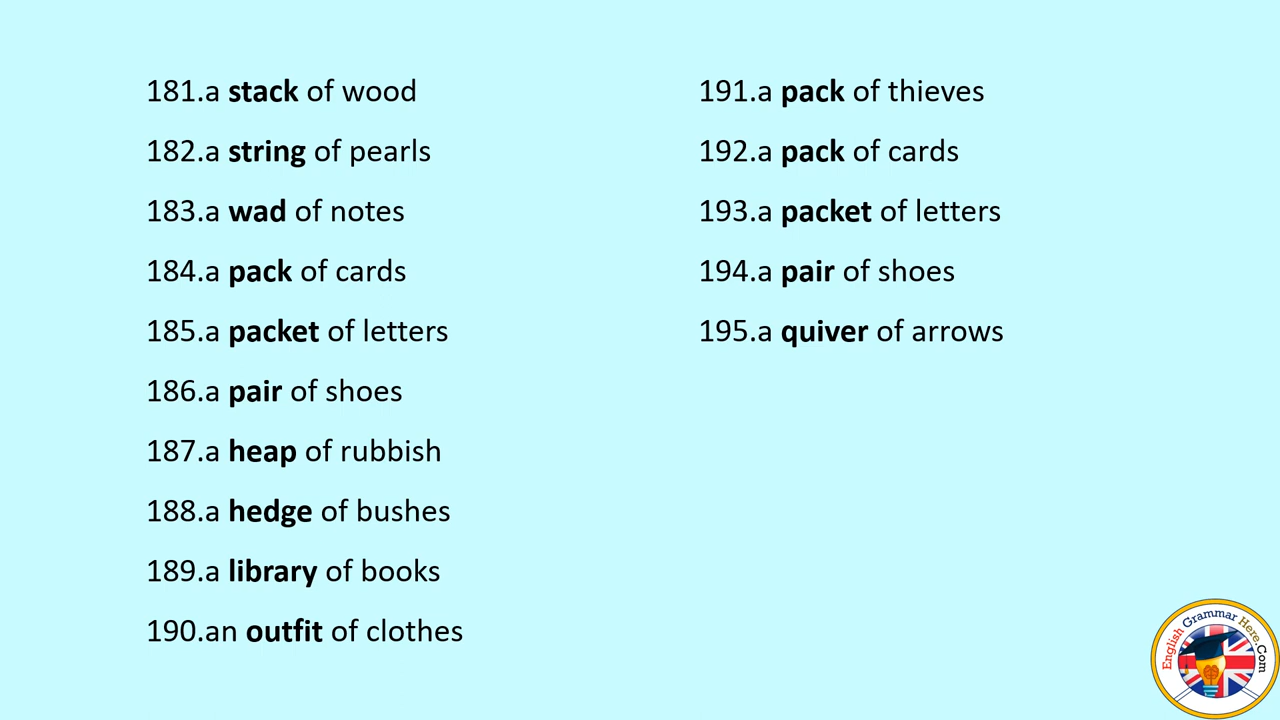 181.a stack of wood
182.a string of pearls
183.a wad of notes
184.a pack of cards
185.a packet of letters
186.a pair of shoes
187.a heap of rubbish
188.a hedge of bushes
189.a library of books
190.an outfit of clothes
191.a pack of thieves
192.a pack of cards
193.a packet of letters
194.a pair of shoes
195.a quiver of arrows
English Grammar Here.Com